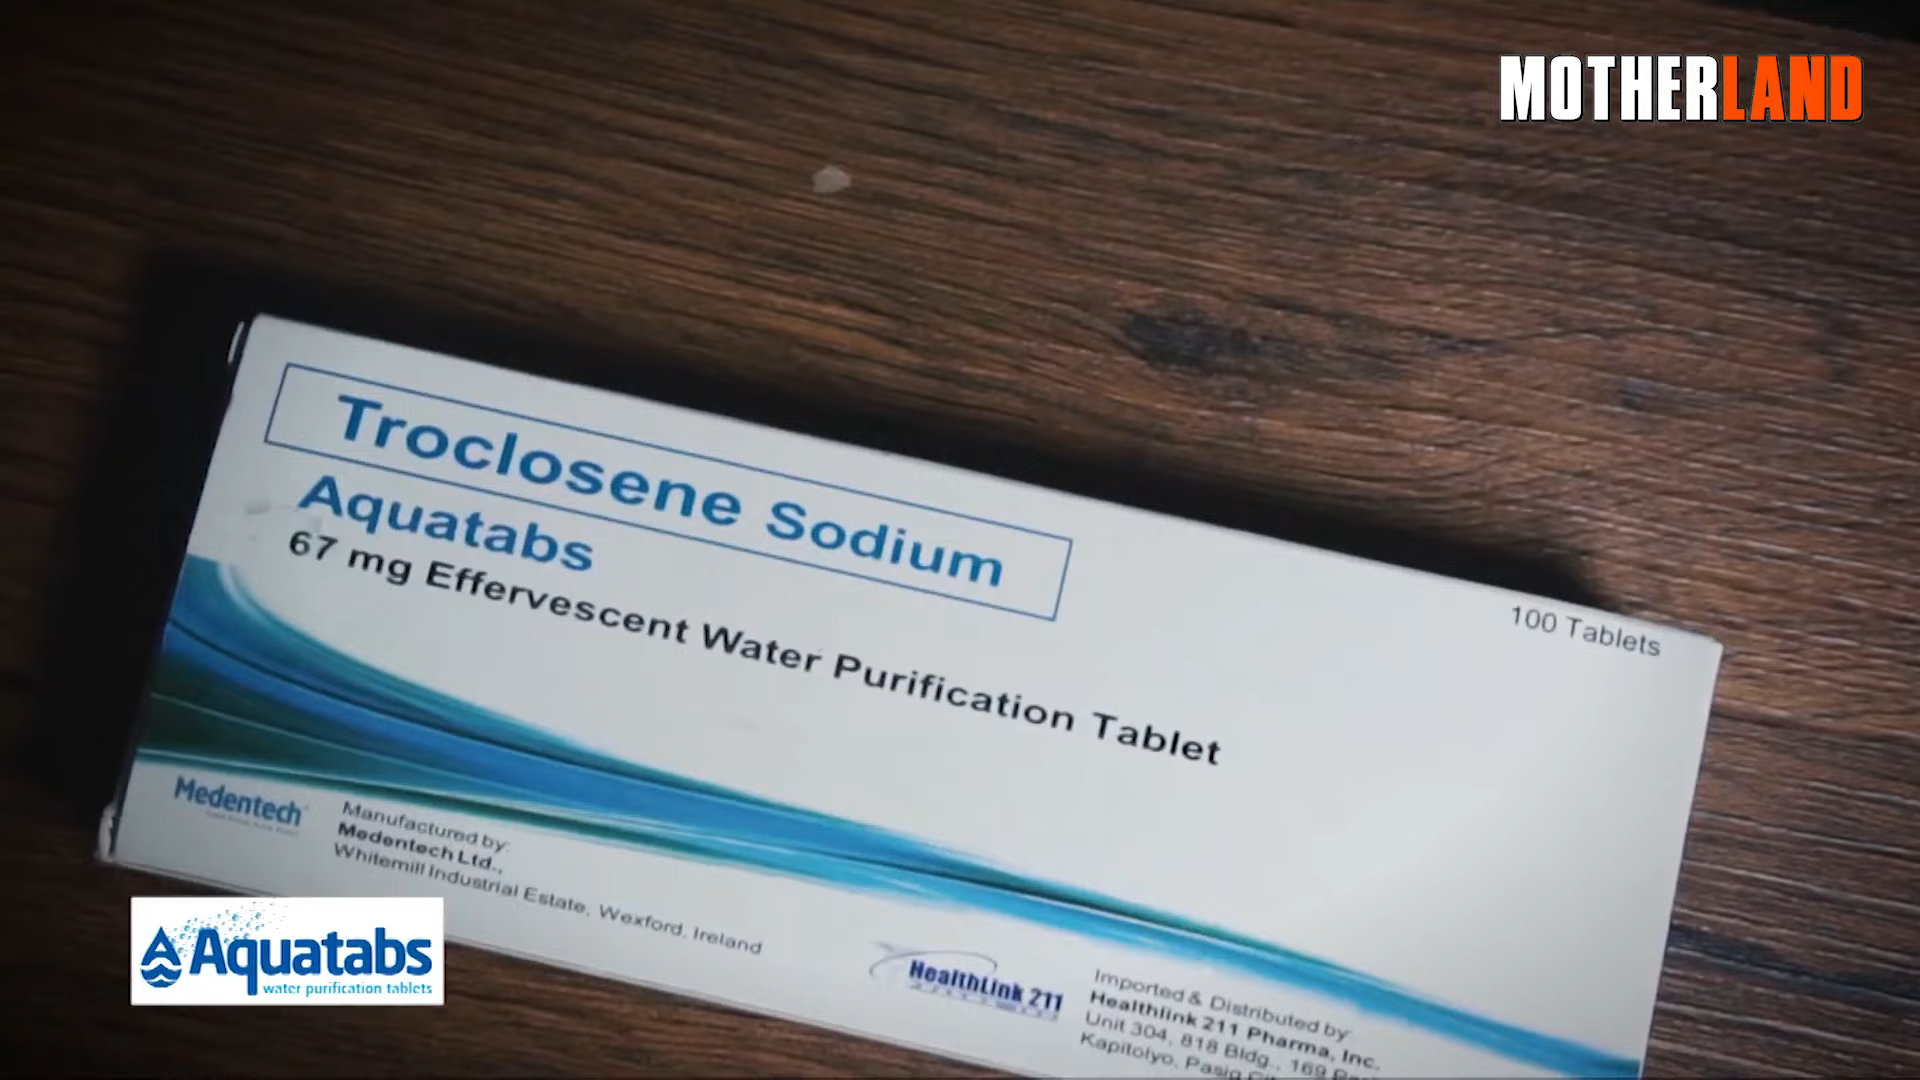 MOTHERLAND
Troclosene Sodium
Aquatabs
67 mg Effervescent Water Purification Tablet
100 Tablets
Medentech
Manufactured by:
Medentech Ltd.,
Whitemill Industrial Estate, Wexford, Ireland
HealthLink 211
Imported & Distributed by:
Healthlink 211 Pharma, Inc.
Unit 304, 818 Bldg., 169
Kapitolyo, Pasig
Aquatabs
water purification tablets